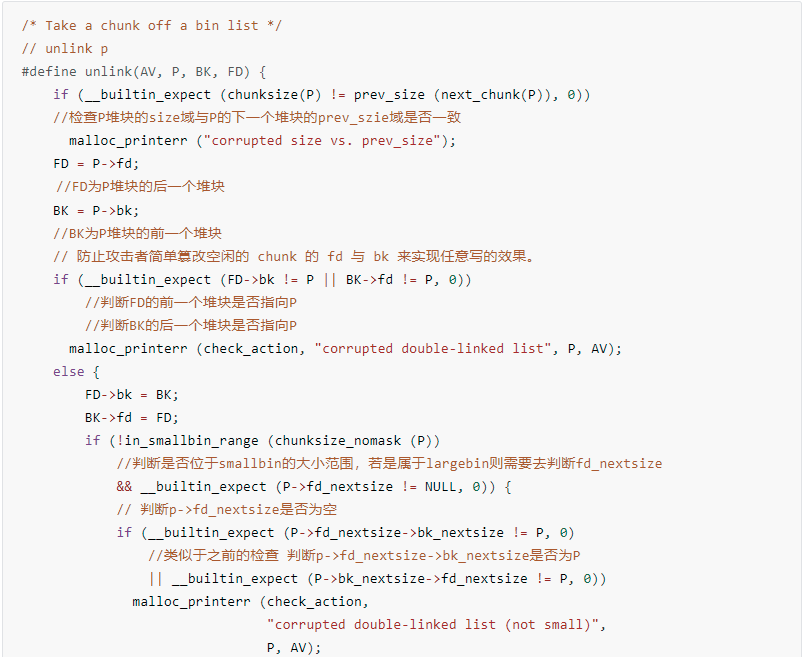 /* Take a chunk off a bin list */
// unlink p
#define unlink(AV, P, BK, FD) {
    if (__builtin_expect (chunksize(P) != prev_size (next_chunk(P)), 0))
    //检查P堆块的size域与P的下一个堆块的prev_szie域是否一致
      malloc_printerr ("corrupted size vs. prev_size");
    FD = P->fd;
    //FD为P堆块的后一个堆块
    BK = P->bk;
    //BK为P堆块的前一个堆块
    // 防止攻击者简单篡改空闲的 chunk 的 fd 与 bk 来实现任意写的效果。
    if (__builtin_expect (FD->bk != P || BK->fd != P, 0))
        //判断FD的前一个堆块是否指向P
        //判断BK的后一个堆块是否指向P
      malloc_printerr (check_action, "corrupted double-linked list", P, AV);
    else {
        FD->bk = BK;
        BK->fd = FD;
        if (!in_smallbin_range (chunksize_nomask (P))
            //判断是否位于smallbin的大小范围，若是属于largebin则需要去判断fd_nextsize
            && __builtin_expect (P->fd_nextsize != NULL, 0)) {
            // 判断p->fd_nextsize是否为空
            if (__builtin_expect (P->fd_nextsize->bk_nextsize != P, 0)
                //类似于之前的检查 判断p->fd_nextsize->bk_nextsize是否为P
                || __builtin_expect (P->bk_nextsize->fd_nextsize != P, 0))
              malloc_printerr (check_action,
                               "corrupted double-linked list (not small)",
                               P, AV);